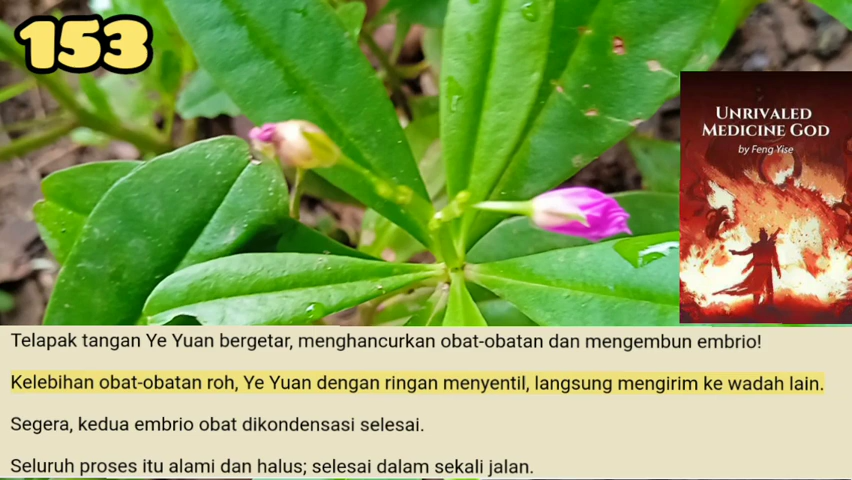 153
UNRIVALED
MEDICINE GOD
by Feng Yise
Telapak tangan Ye Yuan bergetar, menghancurkan obat-obatan dan mengembun embrio!
Kelebihan obat-obatan roh, Ye Yuan dengan ringan menyentil, langsung mengirim ke wadah lain.
Segera, kedua embrio obat dikondensasi selesai.
Seluruh proses itu alami dan halus; selesai dalam sekali jalan.